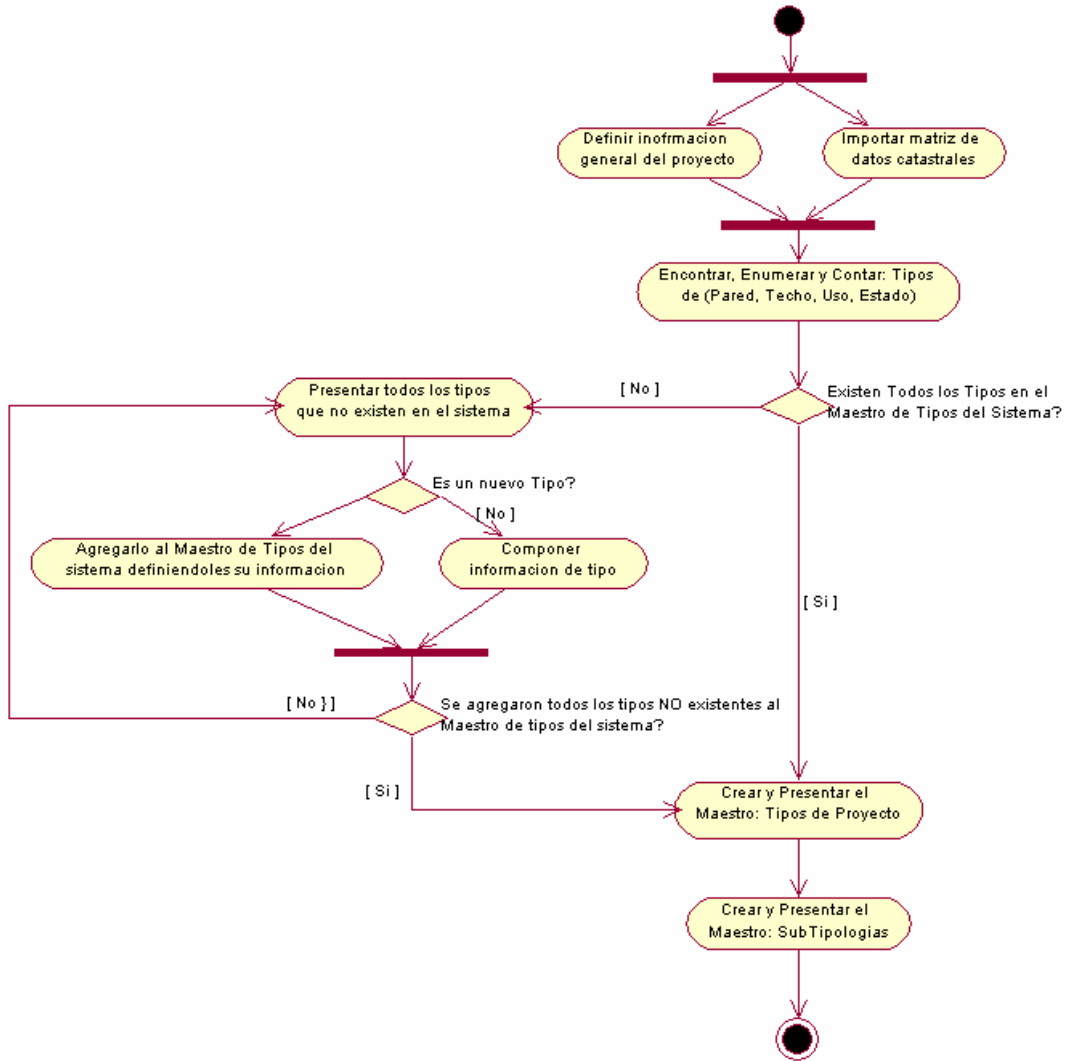 Definir inofrmacion
general del proyecto
Importar matriz de
datos catastrales
Encontrar, Enumerar y Contar: Tipos
de (Pared, Techo, Uso, Estado)
Presentar todos los tipos
que no existen en el sistema
[ No ]
Existen Todos los Tipos en el
Maestro de Tipos del Sistema?
Es un nuevo Tipo?
[ No ]
Agregarlo al Maestro de Tipos del
sistema definiendoles su informacion
Componer
informacion de tipo
[ Si ]
[ No } ]
Se agregaron todos los tipos NO existentes al
Maestro de tipos del sistema?
[ Si ]
Crear y Presentar el
Maestro: Tipos de Proyecto
Crear y Presentar el
Maestro: SubTipologias